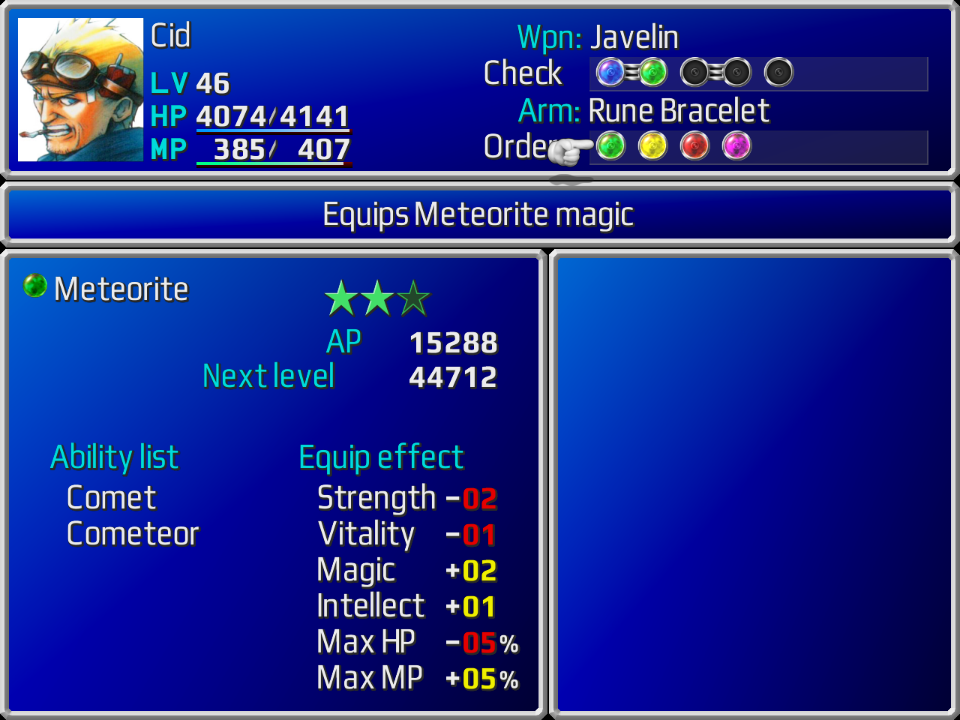 Cid
LV 46
HP 4074/4141
MP 385/ 407
Wpn: Javelin
Check
Arm: Rune Bracelet
Order
Equips Meteorite magic
Meteorite
AP 15288
Next level 44712
Ability list
Comet
Cometeor
Equip effect
Strength -02
Vitality -01
Magic +02
Intellect +01
Max HP -05%
Max MP +05%